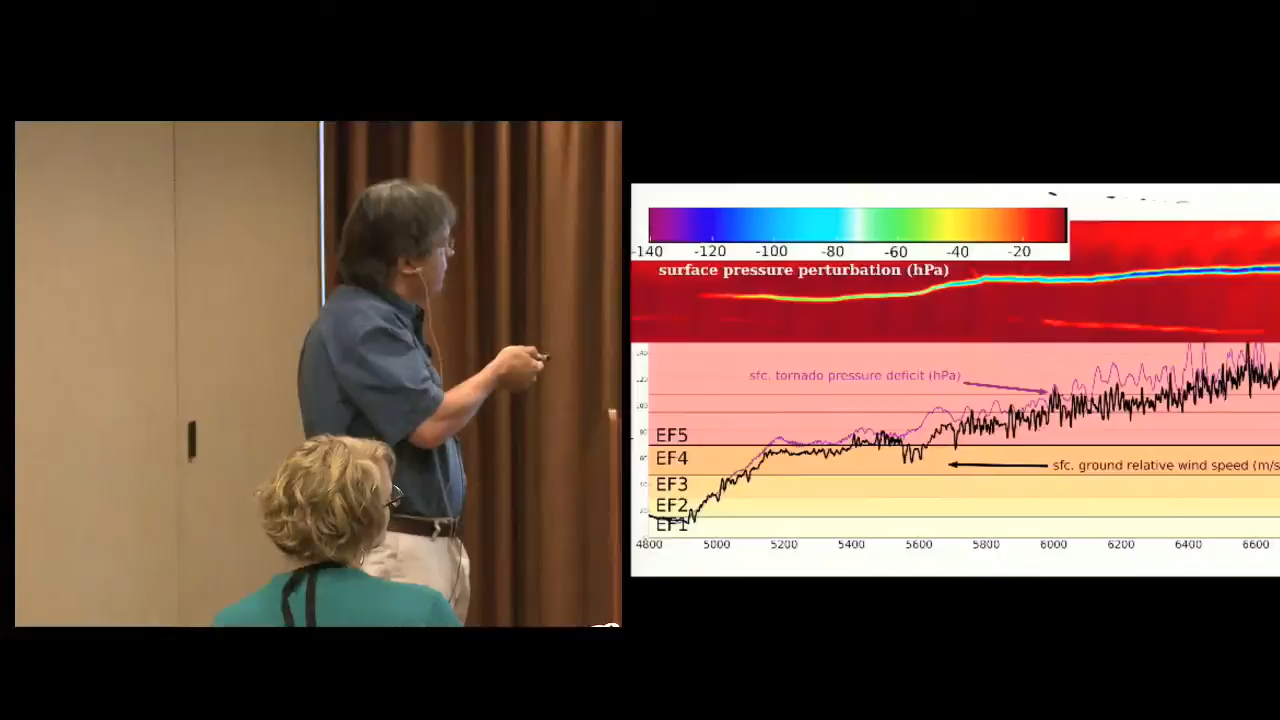 -140 -120 -100 -80 -60 -40 -20
surface pressure perturbation (hPa)
sfc. tornado pressure deficit (hPa)
EF5
EF4
sfc. ground relative wind speed (m/s
EF3
EF2
EF1
4800 5000 5200 5400 5600 5800 6000 6200 6400 6600